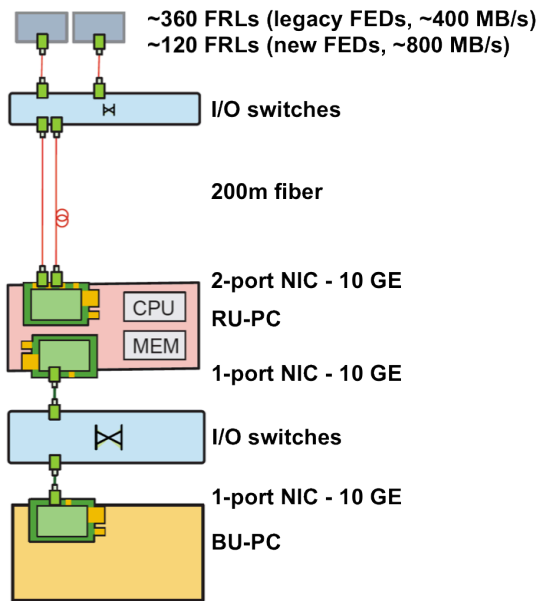 ~360 FRLs (legacy FEDs, ~400 MB/s)
~120 FRLs (new FEDs, ~800 MB/s)
I/O switches
200m fiber
2-port NIC - 10 GE
CPU
RU-PC
MEM
1-port NIC - 10 GE
I/O switches
1-port NIC - 10 GE
BU-PC